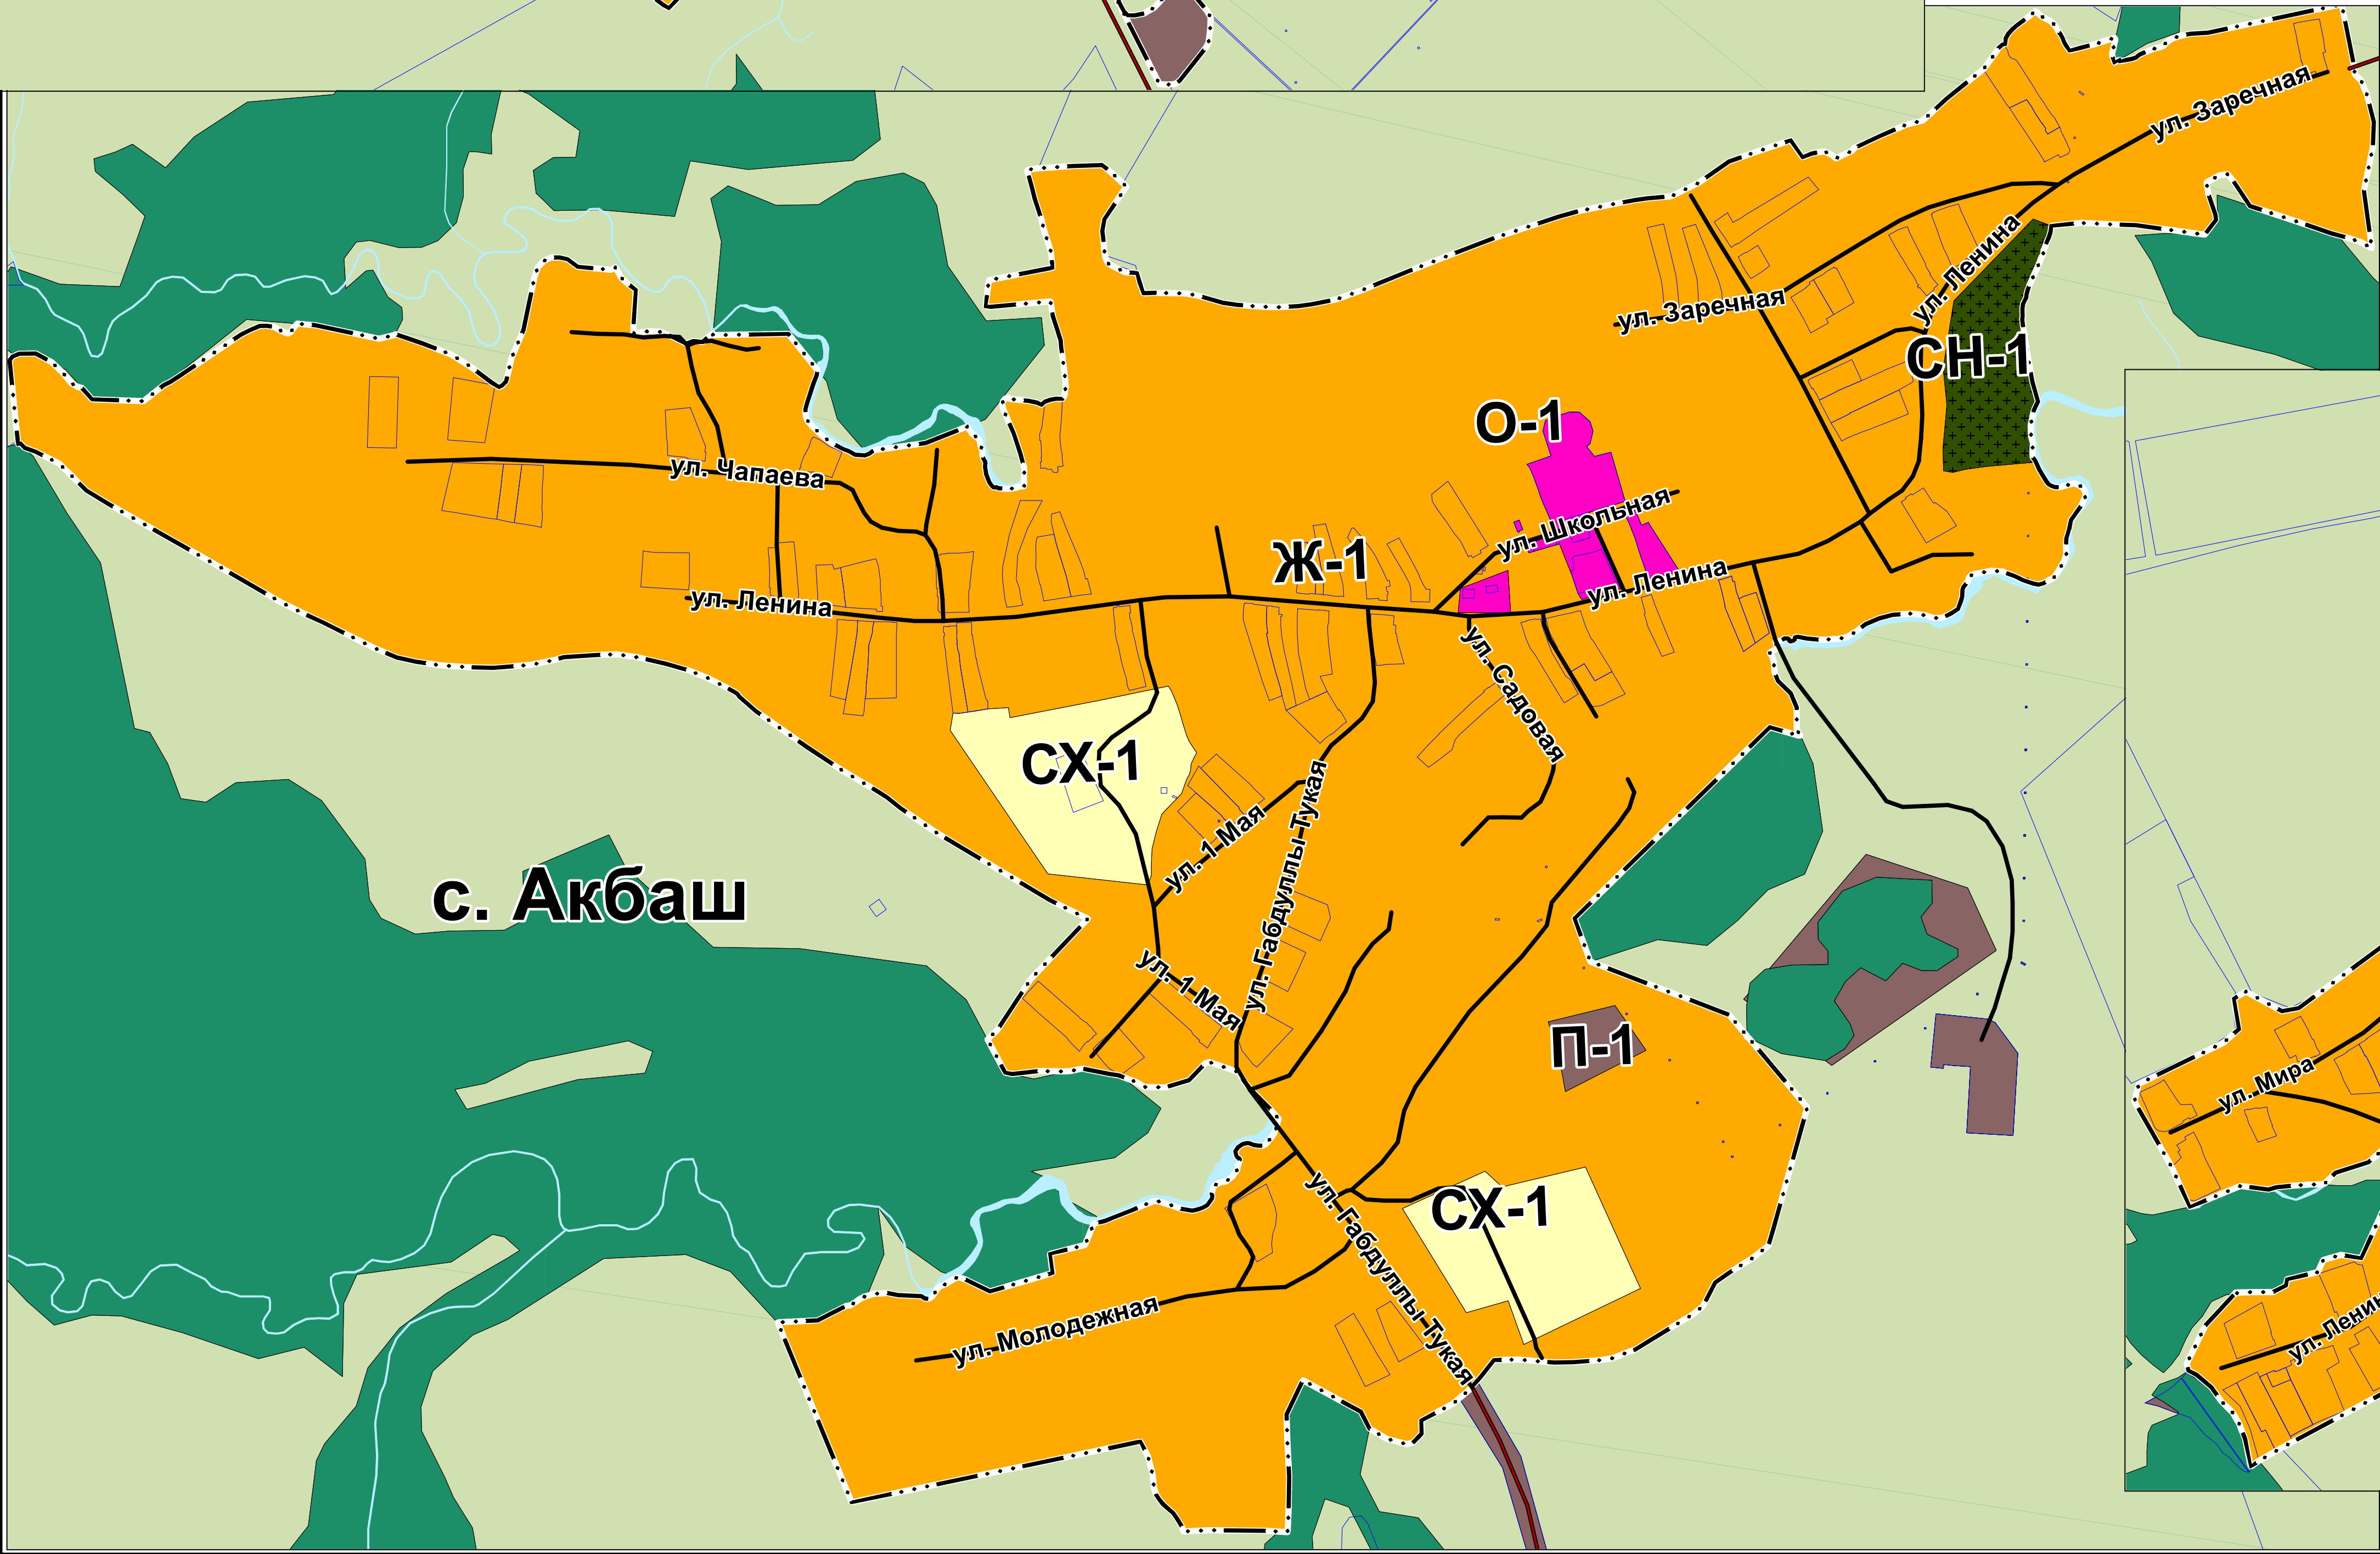 ул. Заречная
ул. Ленина
ул. Заречная
СН-1
О-1
ул. Чапаева
ул. Школьная
Ж-1
ул. Ленина
ул. Ленина
ул. Садовая
СХ-1
ул. 1 Мая
ул. Габдуллы Тукая
с. Акбаш
ул. 1 Мая
П-1
ул. Мира
СХ-1
ул. Габдуллы Тукая
ул. Молодежная
ул. Ленин